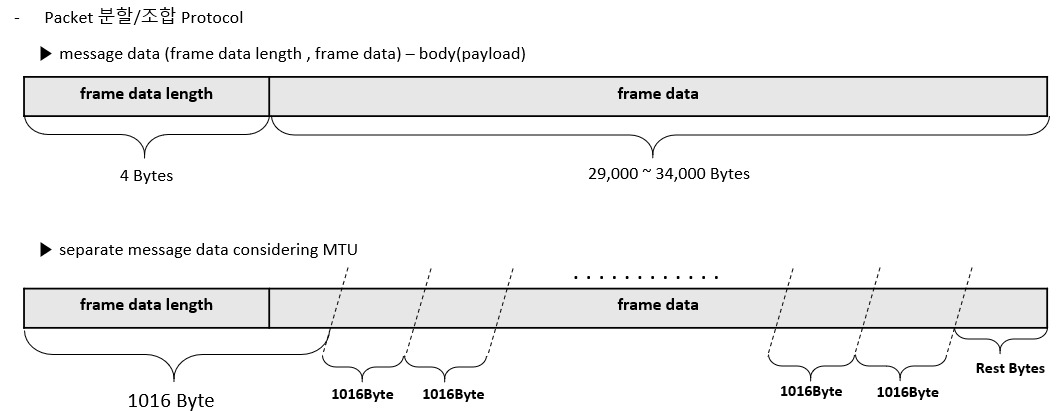 - Packet 분할/조합 Protocol
▶ message data (frame data length , frame data) – body(payload)
frame data length frame data
4 Bytes 29,000 ~ 34,000 Bytes
▶ separate message data considering MTU
. . . . . . . . . . . .
frame data length frame data
1016 Byte 1016Byte 1016Byte 1016Byte 1016Byte Rest Bytes